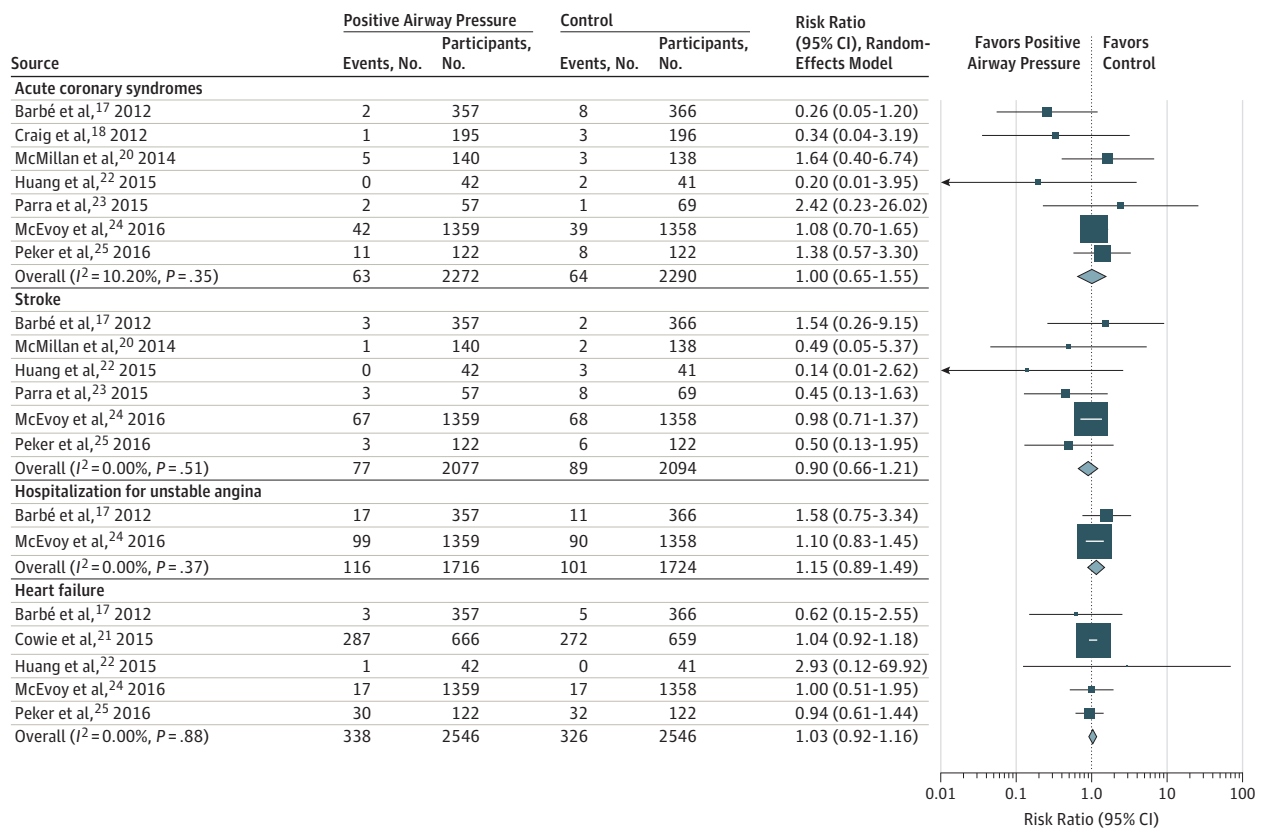 Positive Airway Pressure Control Risk Ratio
(95% CI), Random-
Effects Model
Favors Positive
Airway Pressure
Favors
Control
Source Events, No. Participants,
No. Events, No. Participants,
No.
Acute coronary syndromes
Barbé et al,17 2012 2 357 8 366 0.26 (0.05-1.20)
Craig et al,18 2012 1 195 3 196 0.34 (0.04-3.19)
McMillan et al,20 2014 5 140 3 138 1.64 (0.40-6.74)
Huang et al,22 2015 0 42 2 41 0.20 (0.01-3.95)
Parra et al,23 2015 2 57 1 69 2.42 (0.23-26.02)
McEvoy et al,24 2016 42 1359 39 1358 1.08 (0.70-1.65)
Peker et al,25 2016 11 122 8 122 1.38 (0.57-3.30)
Overall (I2 = 10.20%, P = .35) 63 2272 64 2290 1.00 (0.65-1.55)
Stroke
Barbé et al,17 2012 3 357 2 366 1.54 (0.26-9.15)
McMillan et al,20 2014 1 140 2 138 0.49 (0.05-5.37)
Huang et al,22 2015 0 42 3 41 0.14 (0.01-2.62)
Parra et al,23 2015 3 57 8 69 0.45 (0.13-1.63)
McEvoy et al,24 2016 67 1359 68 1358 0.98 (0.71-1.37)
Peker et al,25 2016 3 122 6 122 0.50 (0.13-1.95)
Overall (I2 = 0.00%, P = .51) 77 2077 89 2094 0.90 (0.66-1.21)
Hospitalization for unstable angina
Barbé et al,17 2012 17 357 11 366 1.58 (0.75-3.34)
McEvoy et al,24 2016 99 1359 90 1358 1.10 (0.83-1.45)
Overall (I2 = 0.00%, P = .37) 116 1716 101 1724 1.15 (0.89-1.49)
Heart failure
Barbé et al,17 2012 3 357 5 366 0.62 (0.15-2.55)
Cowie et al,21 2015 287 666 272 659 1.04 (0.92-1.18)
Huang et al,22 2015 1 42 0 41 2.93 (0.12-69.92)
McEvoy et al,24 2016 17 1359 17 1358 1.00 (0.51-1.95)
Peker et al,25 2016 30 122 32 122 0.94 (0.61-1.44)
Overall (I2 = 0.00%, P = .88) 338 2546 326 2546 1.03 (0.92-1.16)
0.01 0.1 1.0 10 100
Risk Ratio (95% CI)